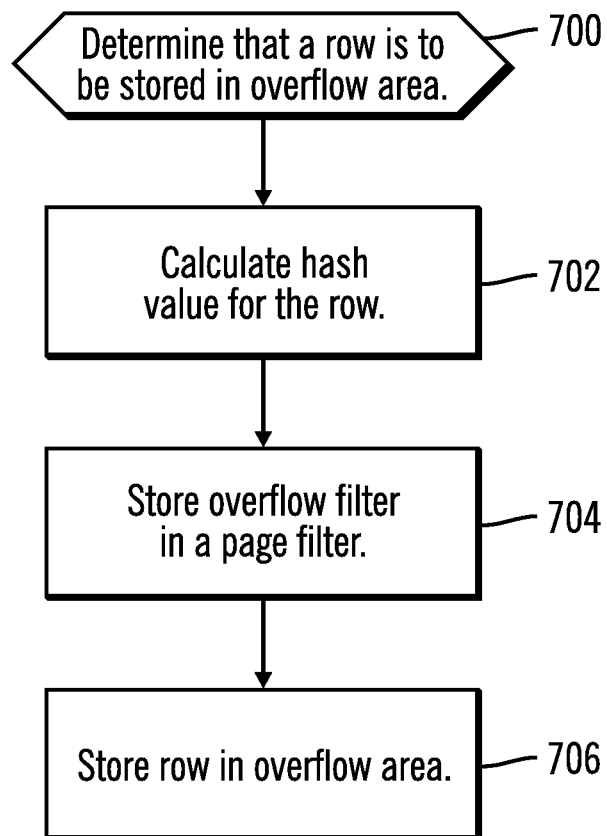 Determine that a row is to
be stored in overflow area.
700
Calculate hash
value for the row.
702
Store overflow filter
in a page filter.
704
Store row in overflow area.
706